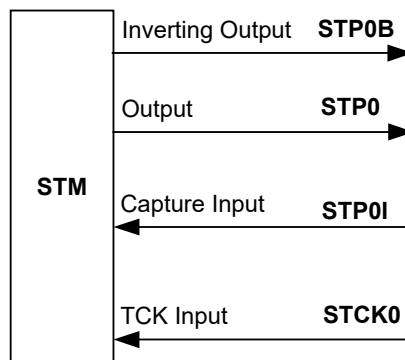 Inverting Output STP0B
Output STP0
STM
Capture Input STP0I
TCK Input STCK0